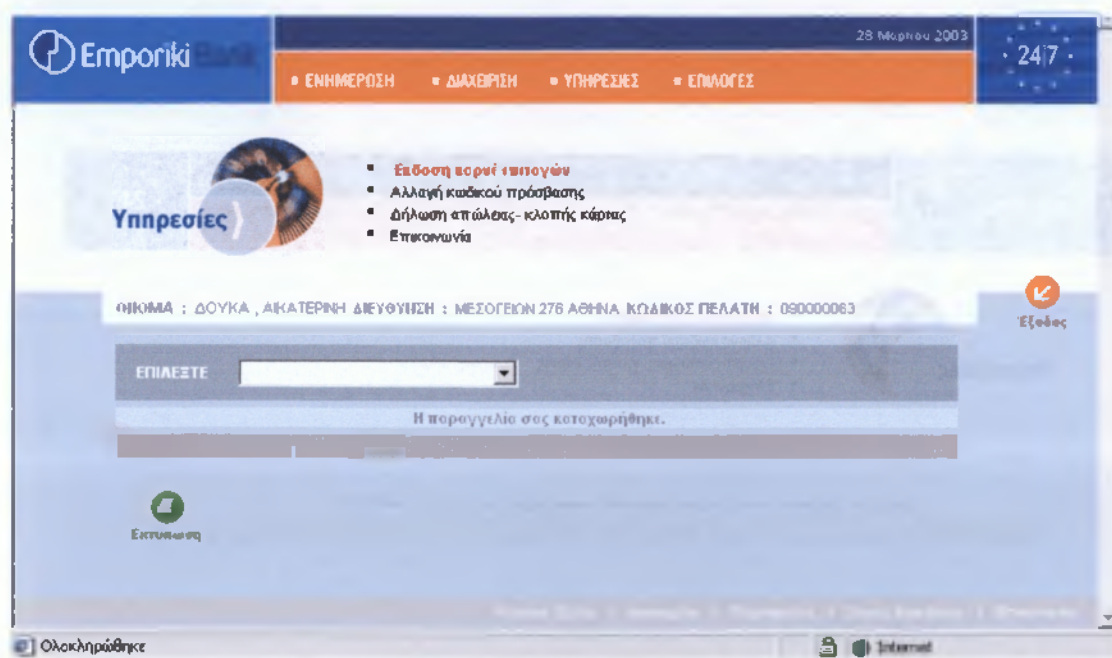 Emporiki
28 Μαρτίου 2003
24|7
▪ ΕΝΗΜΕΡΩΣΗ ▪ ΔΙΑΧΕΙΡΙΣΗ ▪ ΥΠΗΡΕΣΙΕΣ ▪ ΕΠΙΛΟΓΕΣ
Υπηρεσίες
▪ Έκδοση καρνέ επιταγών
▪ Αλλαγή κωδικού πρόσβασης
▪ Δήλωση απώλειας- κλοπής κάρτας
▪ Επικοινωνία
ΟΝΟΜΑ : ΔΟΥΚΑ , ΑΙΚΑΤΕΡΙΝΗ ΔΙΕΥΘΥΝΣΗ : ΜΕΣΟΓΕΙΩΝ 276 ΑΘΗΝΑ ΚΩΔΙΚΟΣ ΠΕΛΑΤΗ : 090000063
Έξοδος
ΕΠΙΛΕΞΤΕ
Η παραγγελία σας καταχωρήθηκε.
Εκτύπωση
Ολοκληρώθηκε
Internet